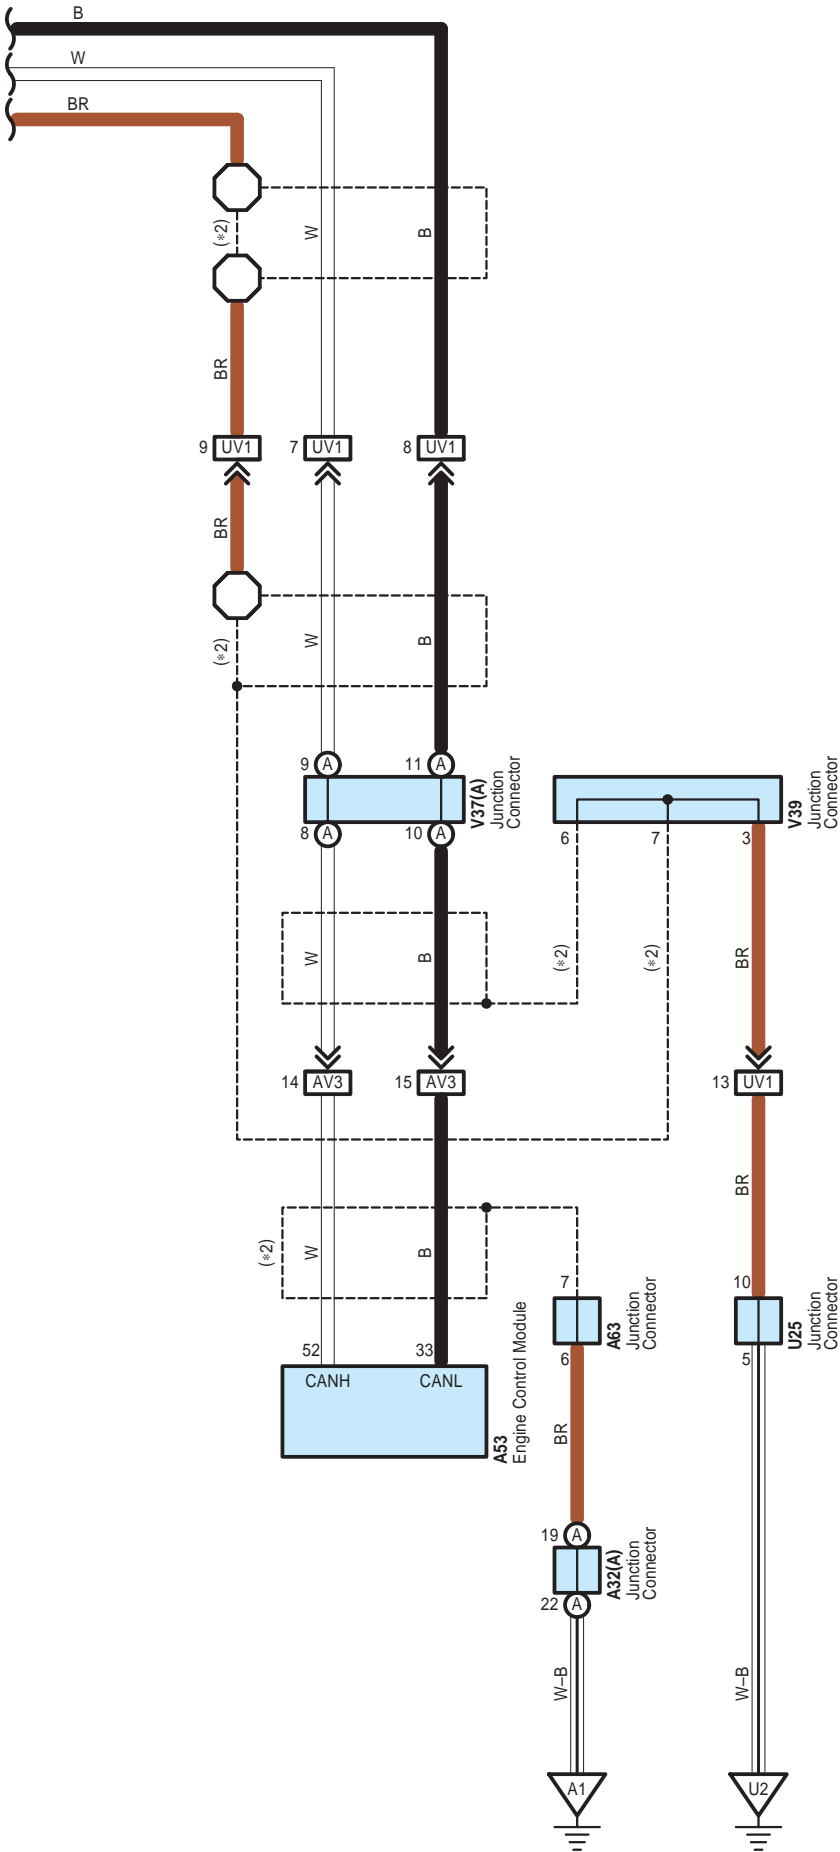 B
W
BR
(*2)
W
B
BR
9 UV1
7 UV1
8 UV1
BR
(*2)
W
B
9 A
11 A
V37(A)
Junction
Connector
V39
Junction
Connector
8 A
10 A
6
7
3
W
B
(*2)
(*2)
BR
14 AV3
15 AV3
13 UV1
(*2)
W
B
BR
7
10
A63
Junction
Connector
U25
Junction
Connector
52
33
6
5
CANH
CANL
A53
Engine Control Module
BR
19 A
A32(A)
Junction
Connector
22 A
W–B
W–B
A1
U2